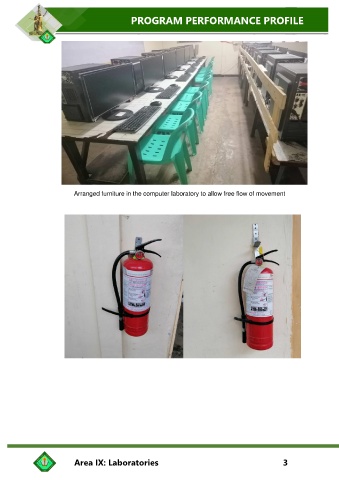 PROGRAM PERFORMANCE PROFILE
Arranged furniture in the computer laboratory to allow free flow of movement
Area IX: Laboratories 3